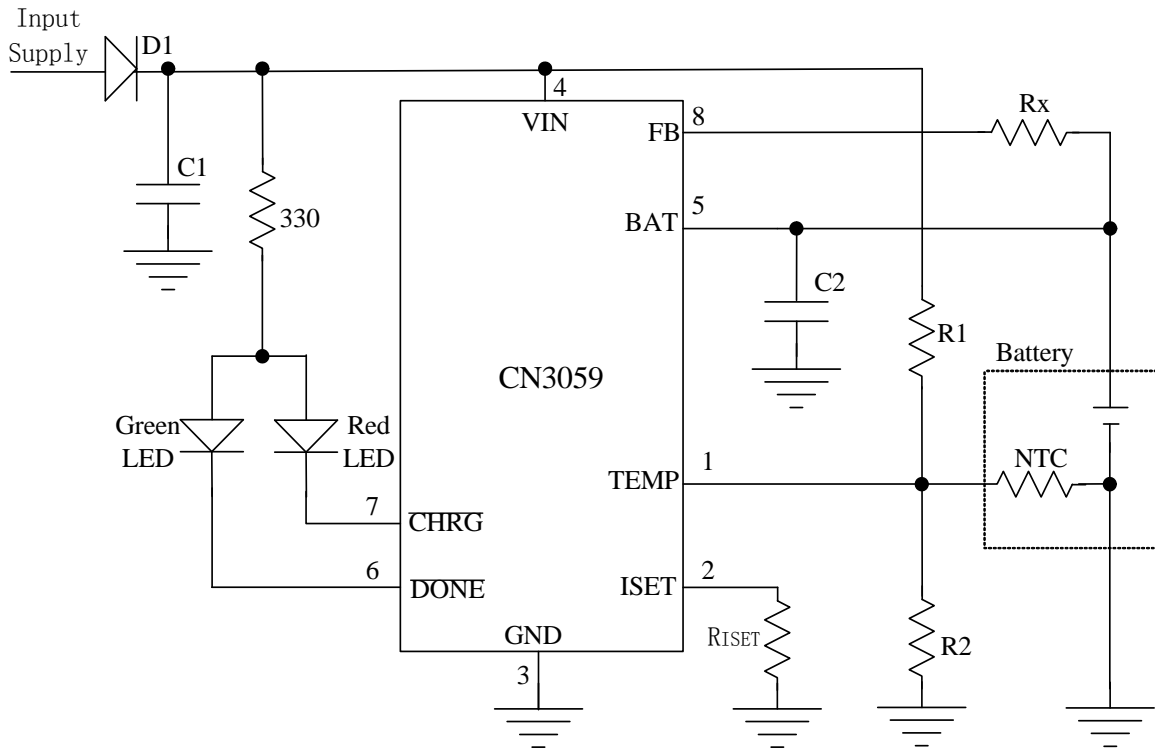 Input
Supply
D1
4
VIN
8
FB
Rx
C1
330
5
BAT
C2
R1
Battery
CN3059
Green
LED
Red
LED
1
TEMP
NTC
7
CHRG
6
DONE
2
ISET
RISET
GND
3
R2